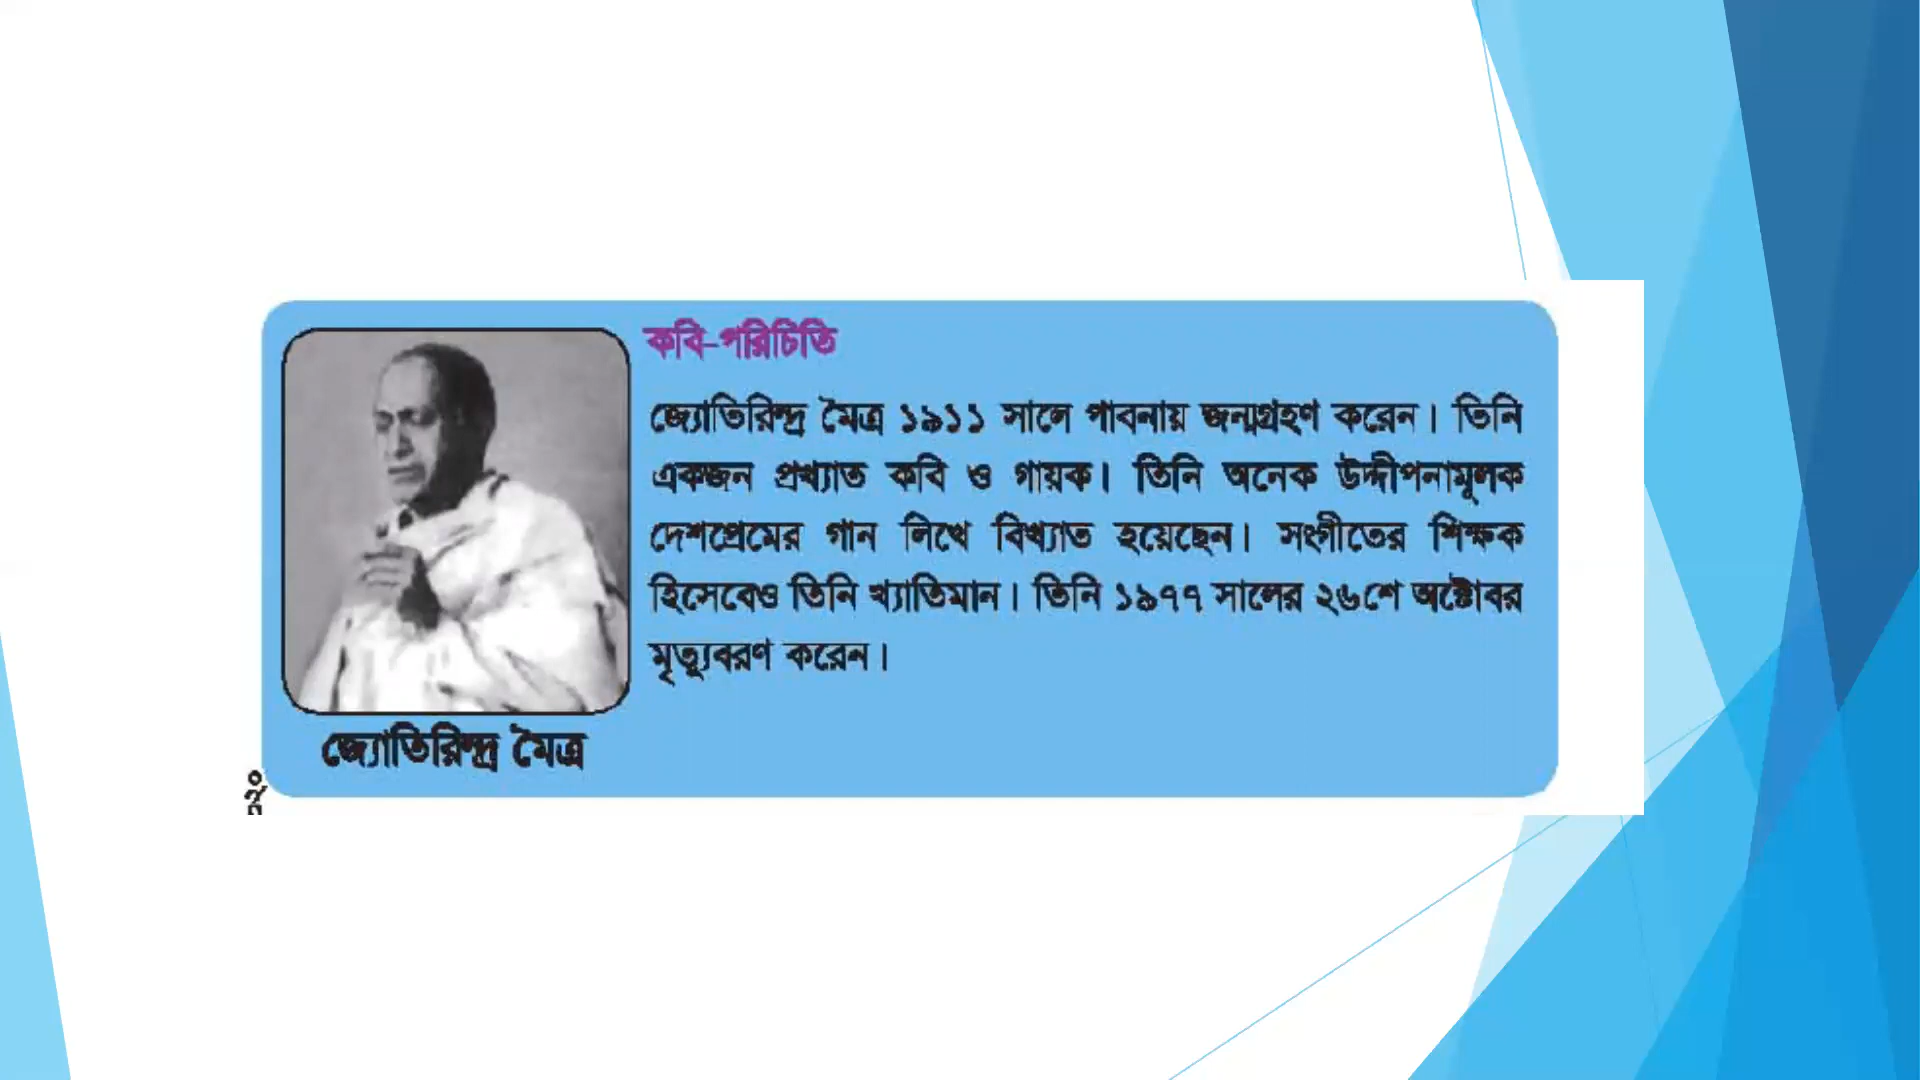 কবি-পরিচিতি
জ্যোতিরিন্দ্র মৈত্র ১৯১১ সালে পাবনায় জন্মগ্রহণ করেন। তিনি
একজন প্রখ্যাত কবি ও গায়ক। তিনি অনেক উদ্দীপনামূলক
দেশপ্রেমের গান লিখে বিখ্যাত হয়েছেন। সংগীতের শিক্ষক
হিসেবেও তিনি খ্যাতিমান। তিনি ১৯৭৭ সালের ২৬শে অক্টোবর
মৃত্যুবরণ করেন।
জ্যোতিরিন্দ্র মৈত্র